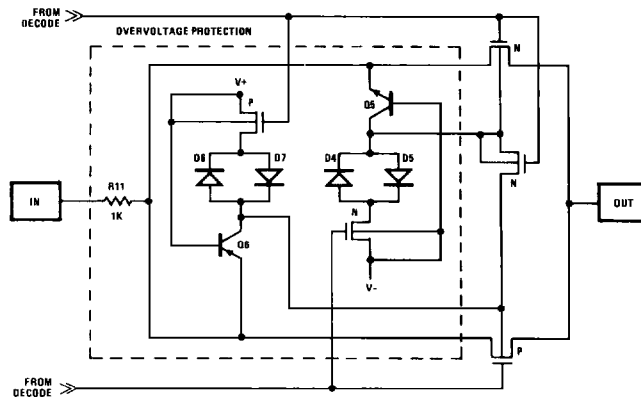 FROM
DECODE
OVERVOLTAGE PROTECTION
N
V+
P
Q5
D6
D7
D4
D5
N
IN
R11
1K
OUT
N
Q6
V-
P
FROM
DECODE